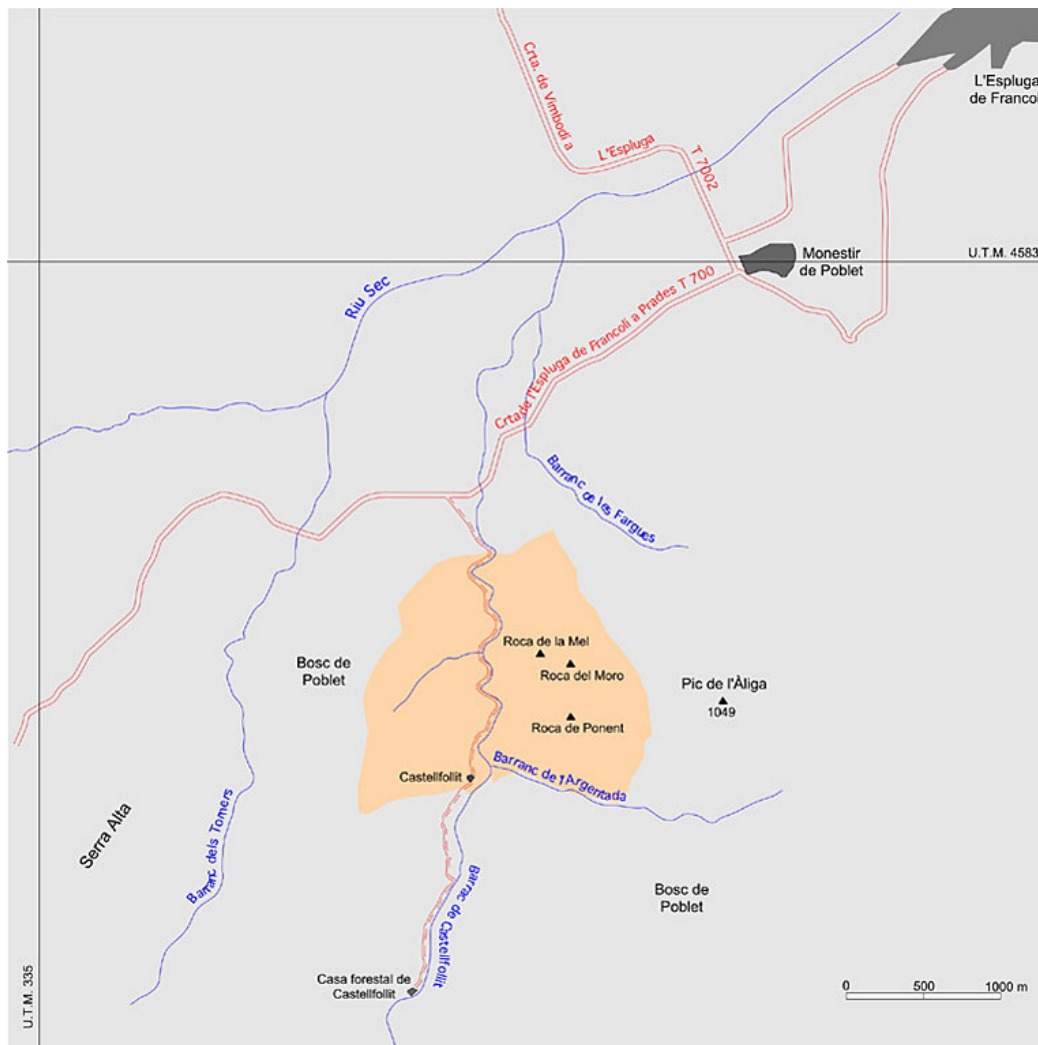 L'Espluga
de Francolí
Crta. de Vimbodí a
L'Espluga
T 7002
Monestir
de Poblet
U.T.M. 4583
Riu Sec
Crta de l'Espluga de Francolí a Prades T 700
Barranc de les Fargues
Roca de la Mel
Roca del Moro
Bosc de
Poblet
Pic de l'Àliga
1049
Roca de Ponent
Castellfollit
Barranc de l'Argentada
Serra Alta
Barranc dels Tomers
Barrac de Castellfollit
Bosc de
Poblet
Casa forestal de
Castellfollit
U.T.M. 335
0 500 1000 m